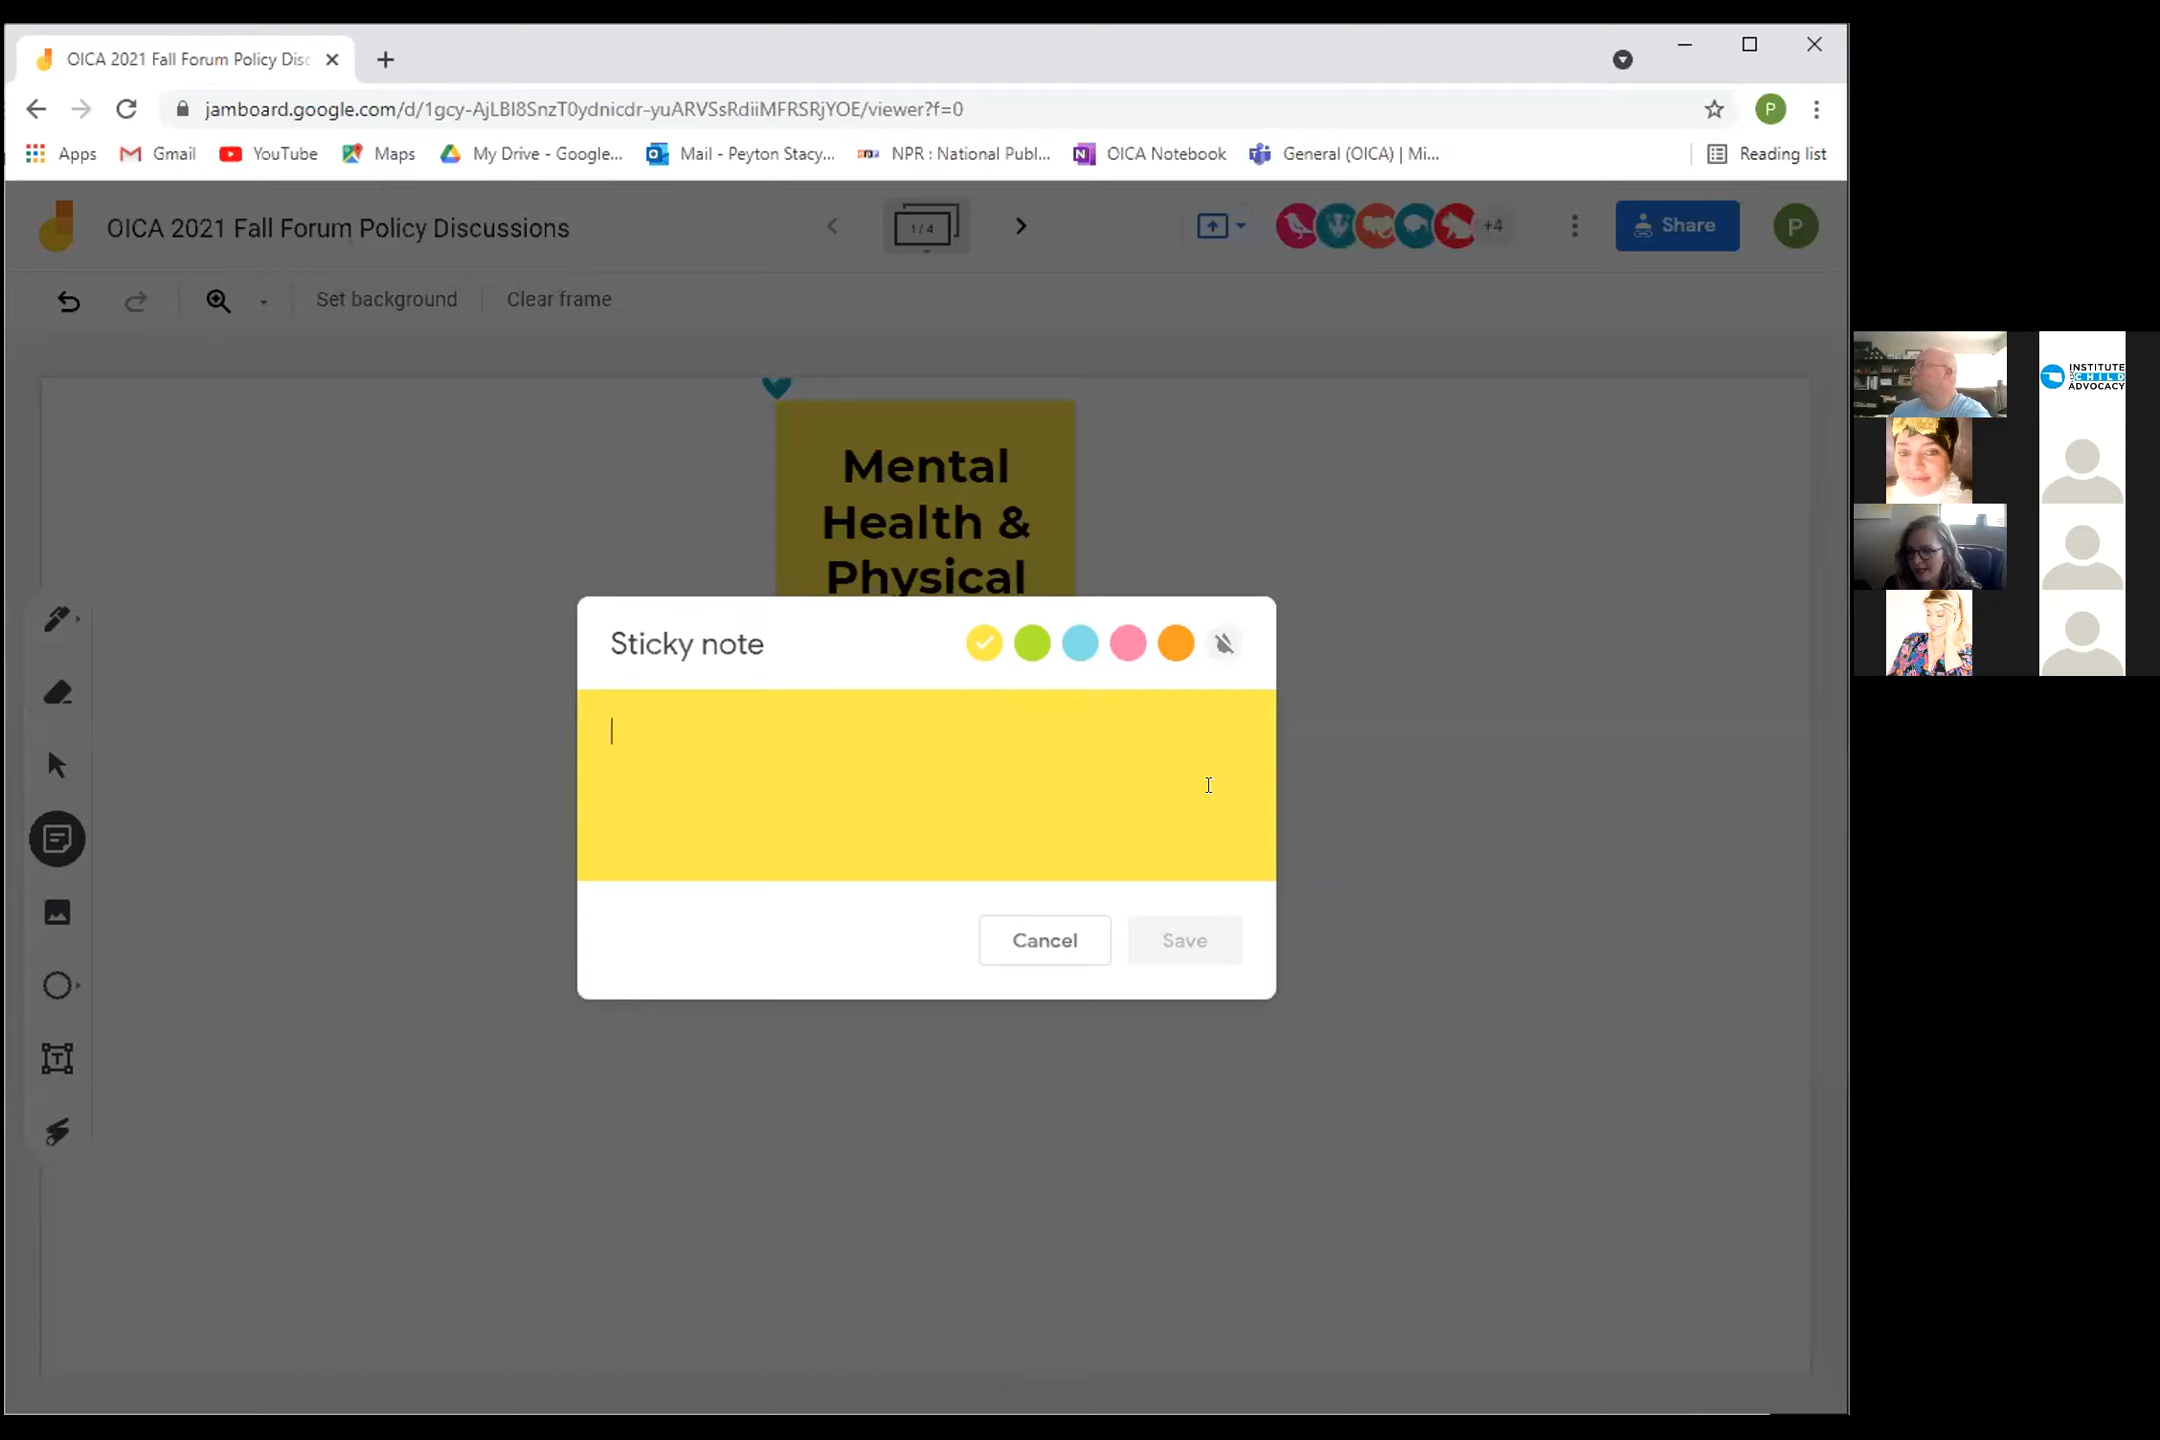 OICA 2021 Fall Forum Policy Disc
jamboard.google.com/d/1gcy-AjLBI8SnzT0ydnicdr-yuARVSsRdiiMFRSRjYOE/viewer?f=0
P
Apps Gmail YouTube Maps My Drive - Google... Mail - Peyton Stacy... NPR : National Publ... OICA Notebook General (OICA) | Mi... Reading list
OICA 2021 Fall Forum Policy Discussions
1 / 4
+4
Share
P
Set background Clear frame
Mental
Health &
Physical
Sticky note
Cancel
Save
INSTITUTE
CHILD
ADVOCACY